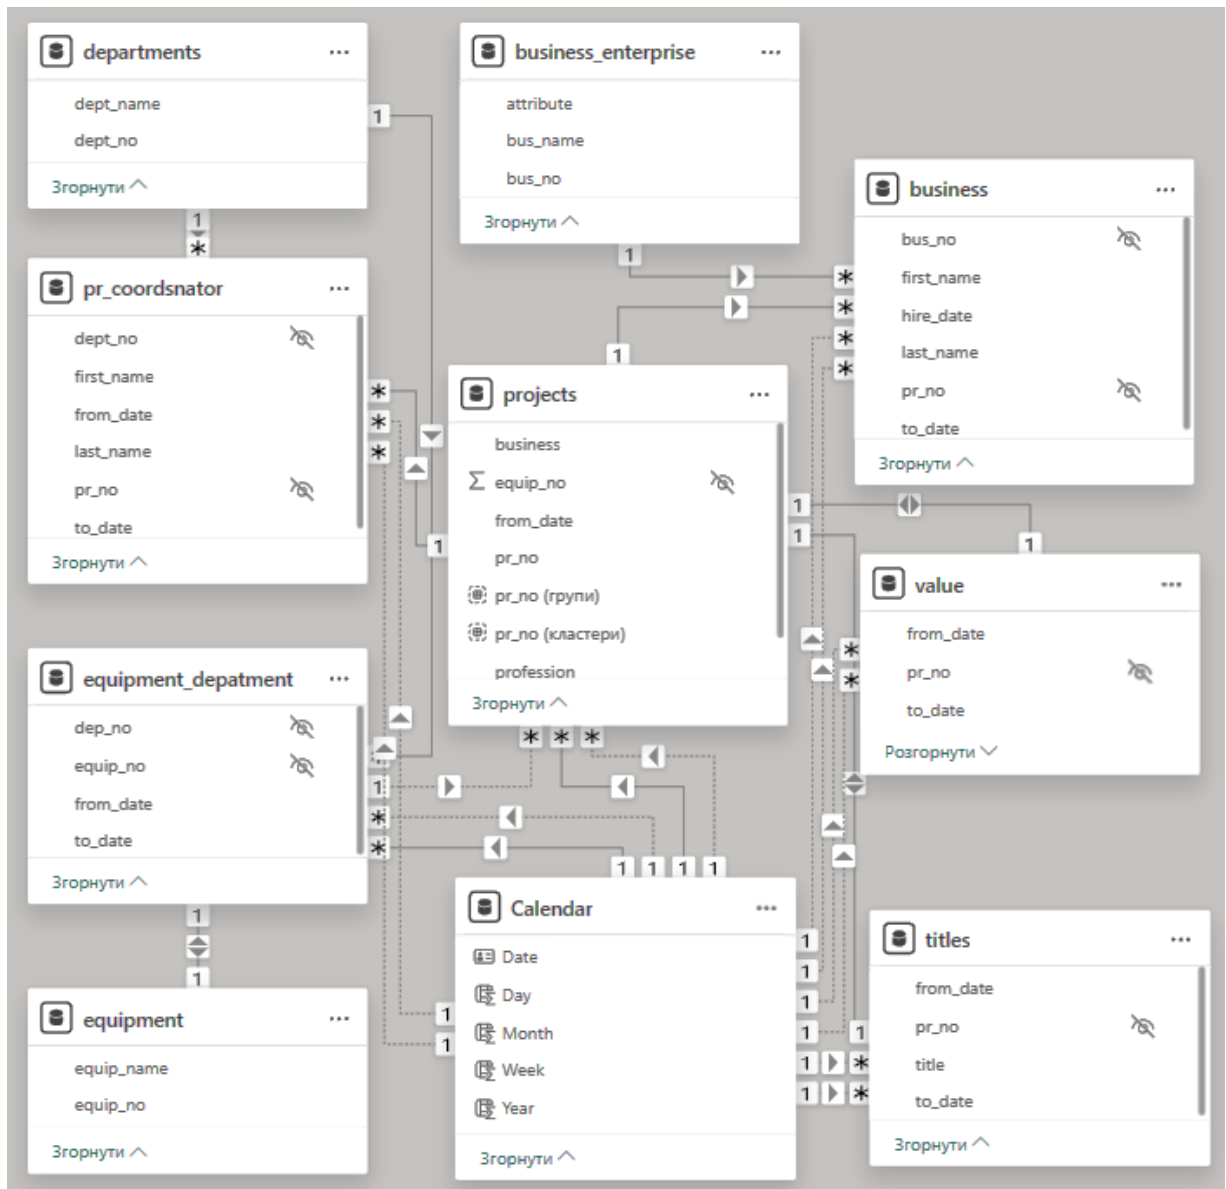 departments
dept_name
dept_no
Згорнути
business_enterprise
attribute
bus_name
bus_no
Згорнути
business
bus_no
first_name
hire_date
last_name
pr_no
to_date
Згорнути
pr_coordsnator
dept_no
first_name
from_date
last_name
pr_no
to_date
Згорнути
projects
business
equip_no
from_date
pr_no
pr_no (групи)
pr_no (кластери)
profession
Згорнути
value
from_date
pr_no
to_date
Розгорнути
equipment_depatment
dep_no
equip_no
from_date
to_date
Згорнути
Calendar
Date
Day
Month
Week
Year
Згорнути
titles
from_date
pr_no
title
to_date
Згорнути
equipment
equip_name
equip_no
Згорнути